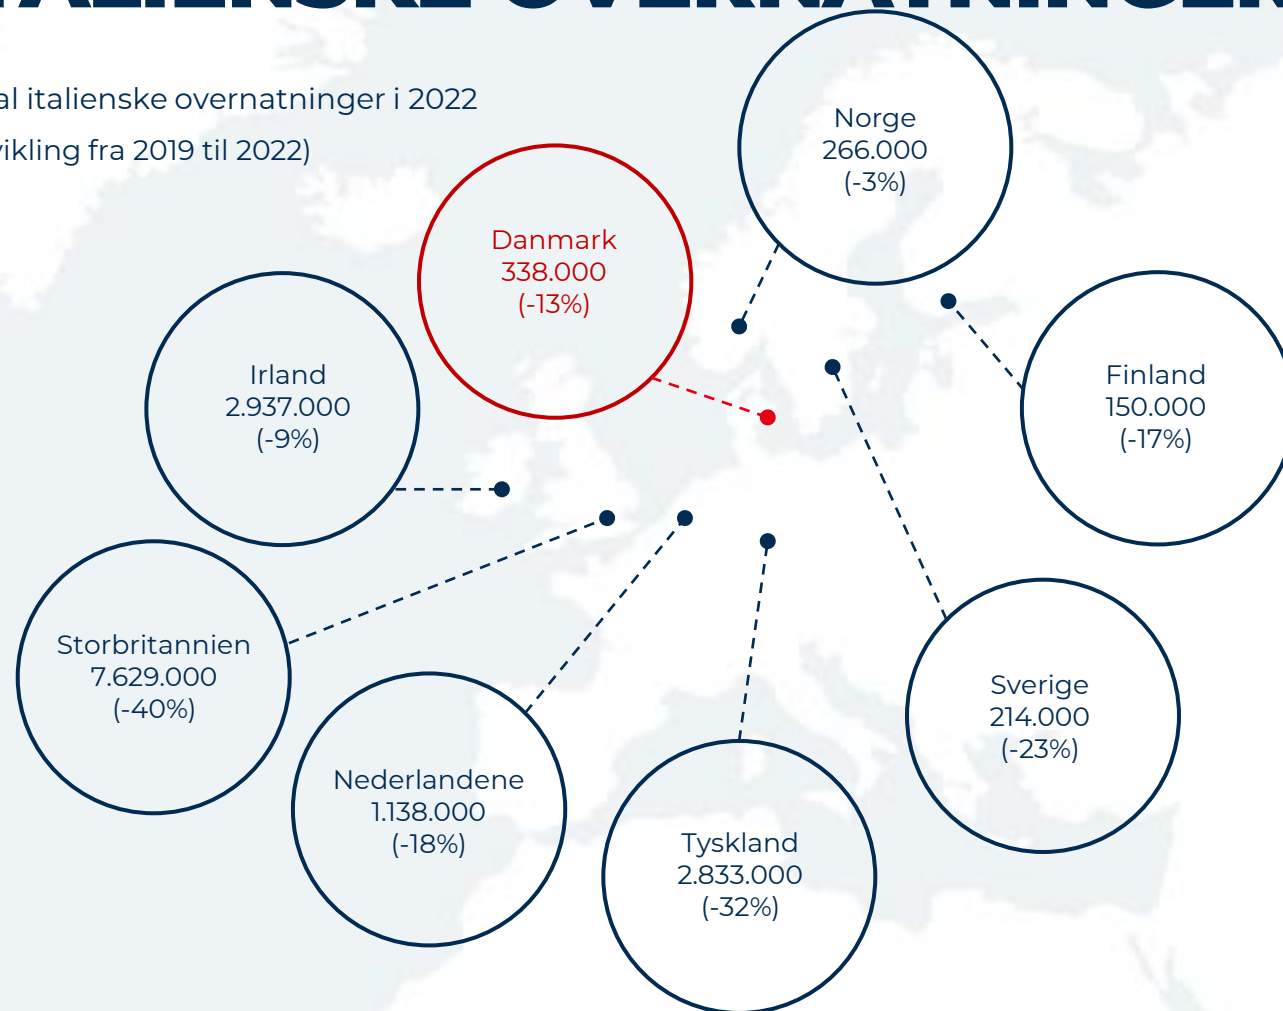 TALIENSKE OVERNATNINGER
al italienske overnatninger i 2022
vikling fra 2019 til 2022)
Norge
266.000
(-3%)
Danmark
338.000
(-13%)
Irland
2.937.000
(-9%)
Finland
150.000
(-17%)
Storbritannien
7.629.000
(-40%)
Sverige
214.000
(-23%)
Nederlandene
1.138.000
(-18%)
Tyskland
2.833.000
(-32%)